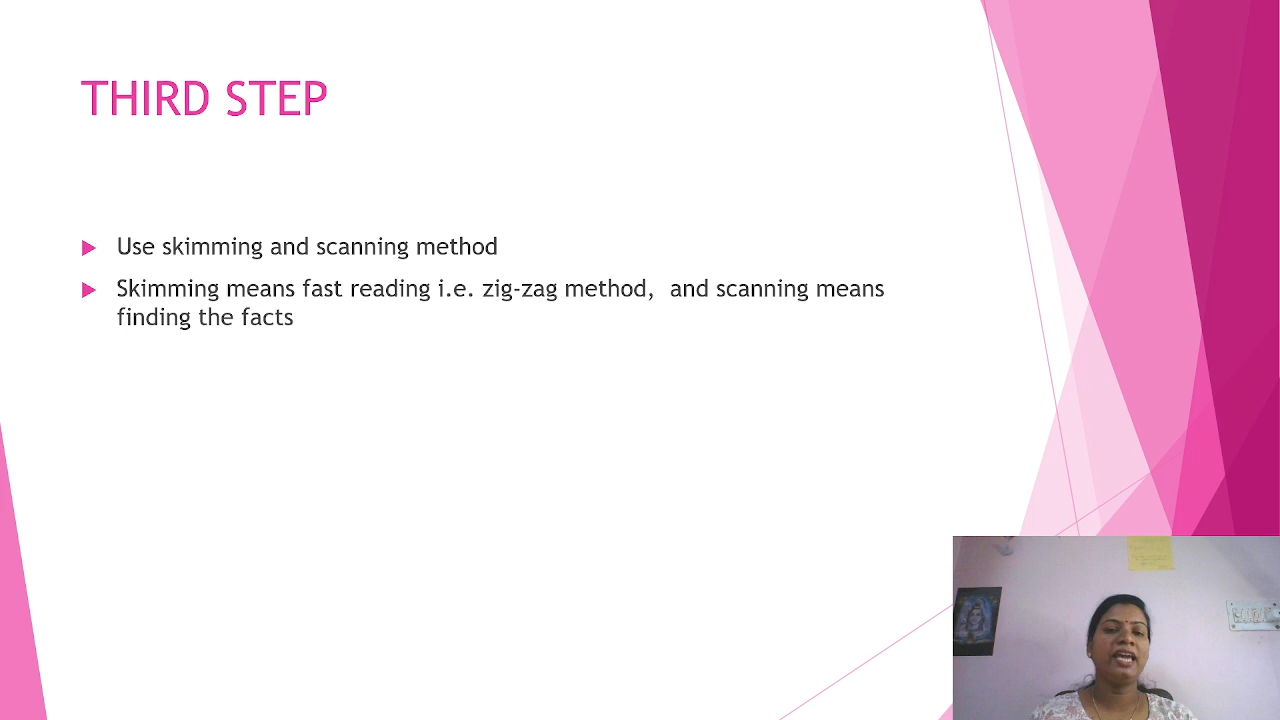 THIRD STEP
Use skimming and scanning method
Skimming means fast reading i.e. zig-zag method,  and scanning means
finding the facts